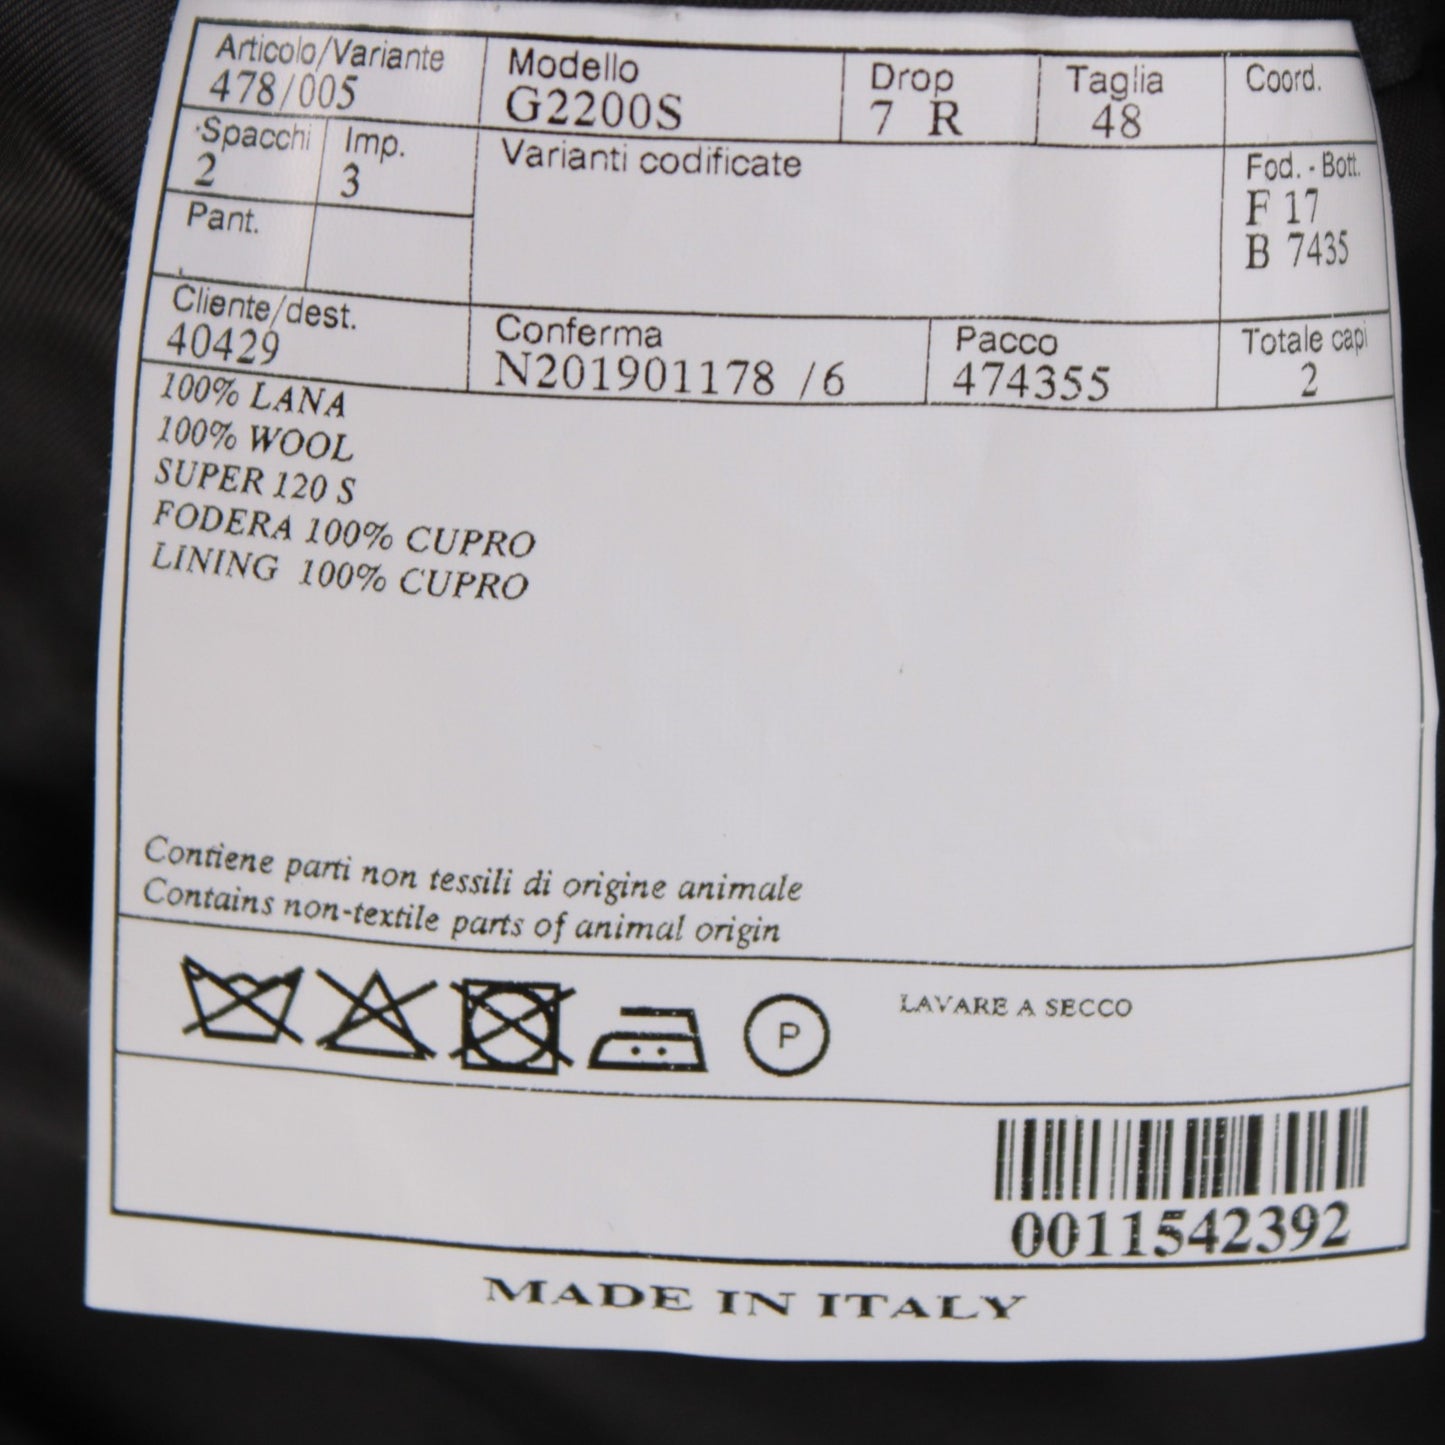 Articolo/Variante Modello Drop Taglia Coord.
478/005 G2200S 7 R 48
Spacchi Imp. Varianti codificate Fod. - Bott.
2 3 F 17
Pant. B 7435
Cliente/dest. Conferma Pacco Totale capi
40429 N201901178 /6 474355 2
100% LANA
100% WOOL
SUPER 120 S
FODERA 100% CUPRO
LINING 100% CUPRO
Contiene parti non tessili di origine animale
Contains non-textile parts of animal origin
P LAVARE A SECCO
0011542392
MADE IN ITALY